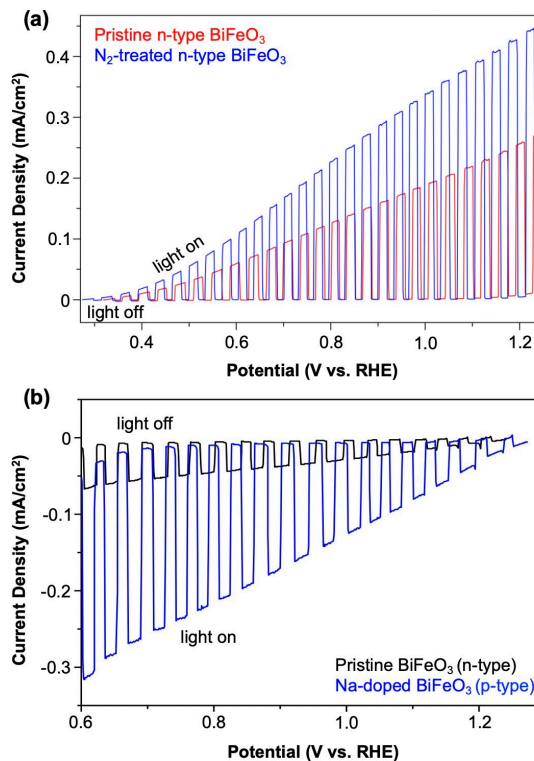 (a)
Pristine n-type BiFeO₃
N₂-treated n-type BiFeO₃
0.4
0.3
0.2
0.1
0
Current Density (mA/cm²)
light on
light off
0.4
0.6
0.8
1.0
1.2
Potential (V vs. RHE)
(b)
light off
0
-0.1
-0.2
-0.3
Current Density (mA/cm²)
light on
Pristine BiFeO₃ (n-type)
Na-doped BiFeO₃ (p-type)
0.6
0.8
1.0
1.2
Potential (V vs. RHE)